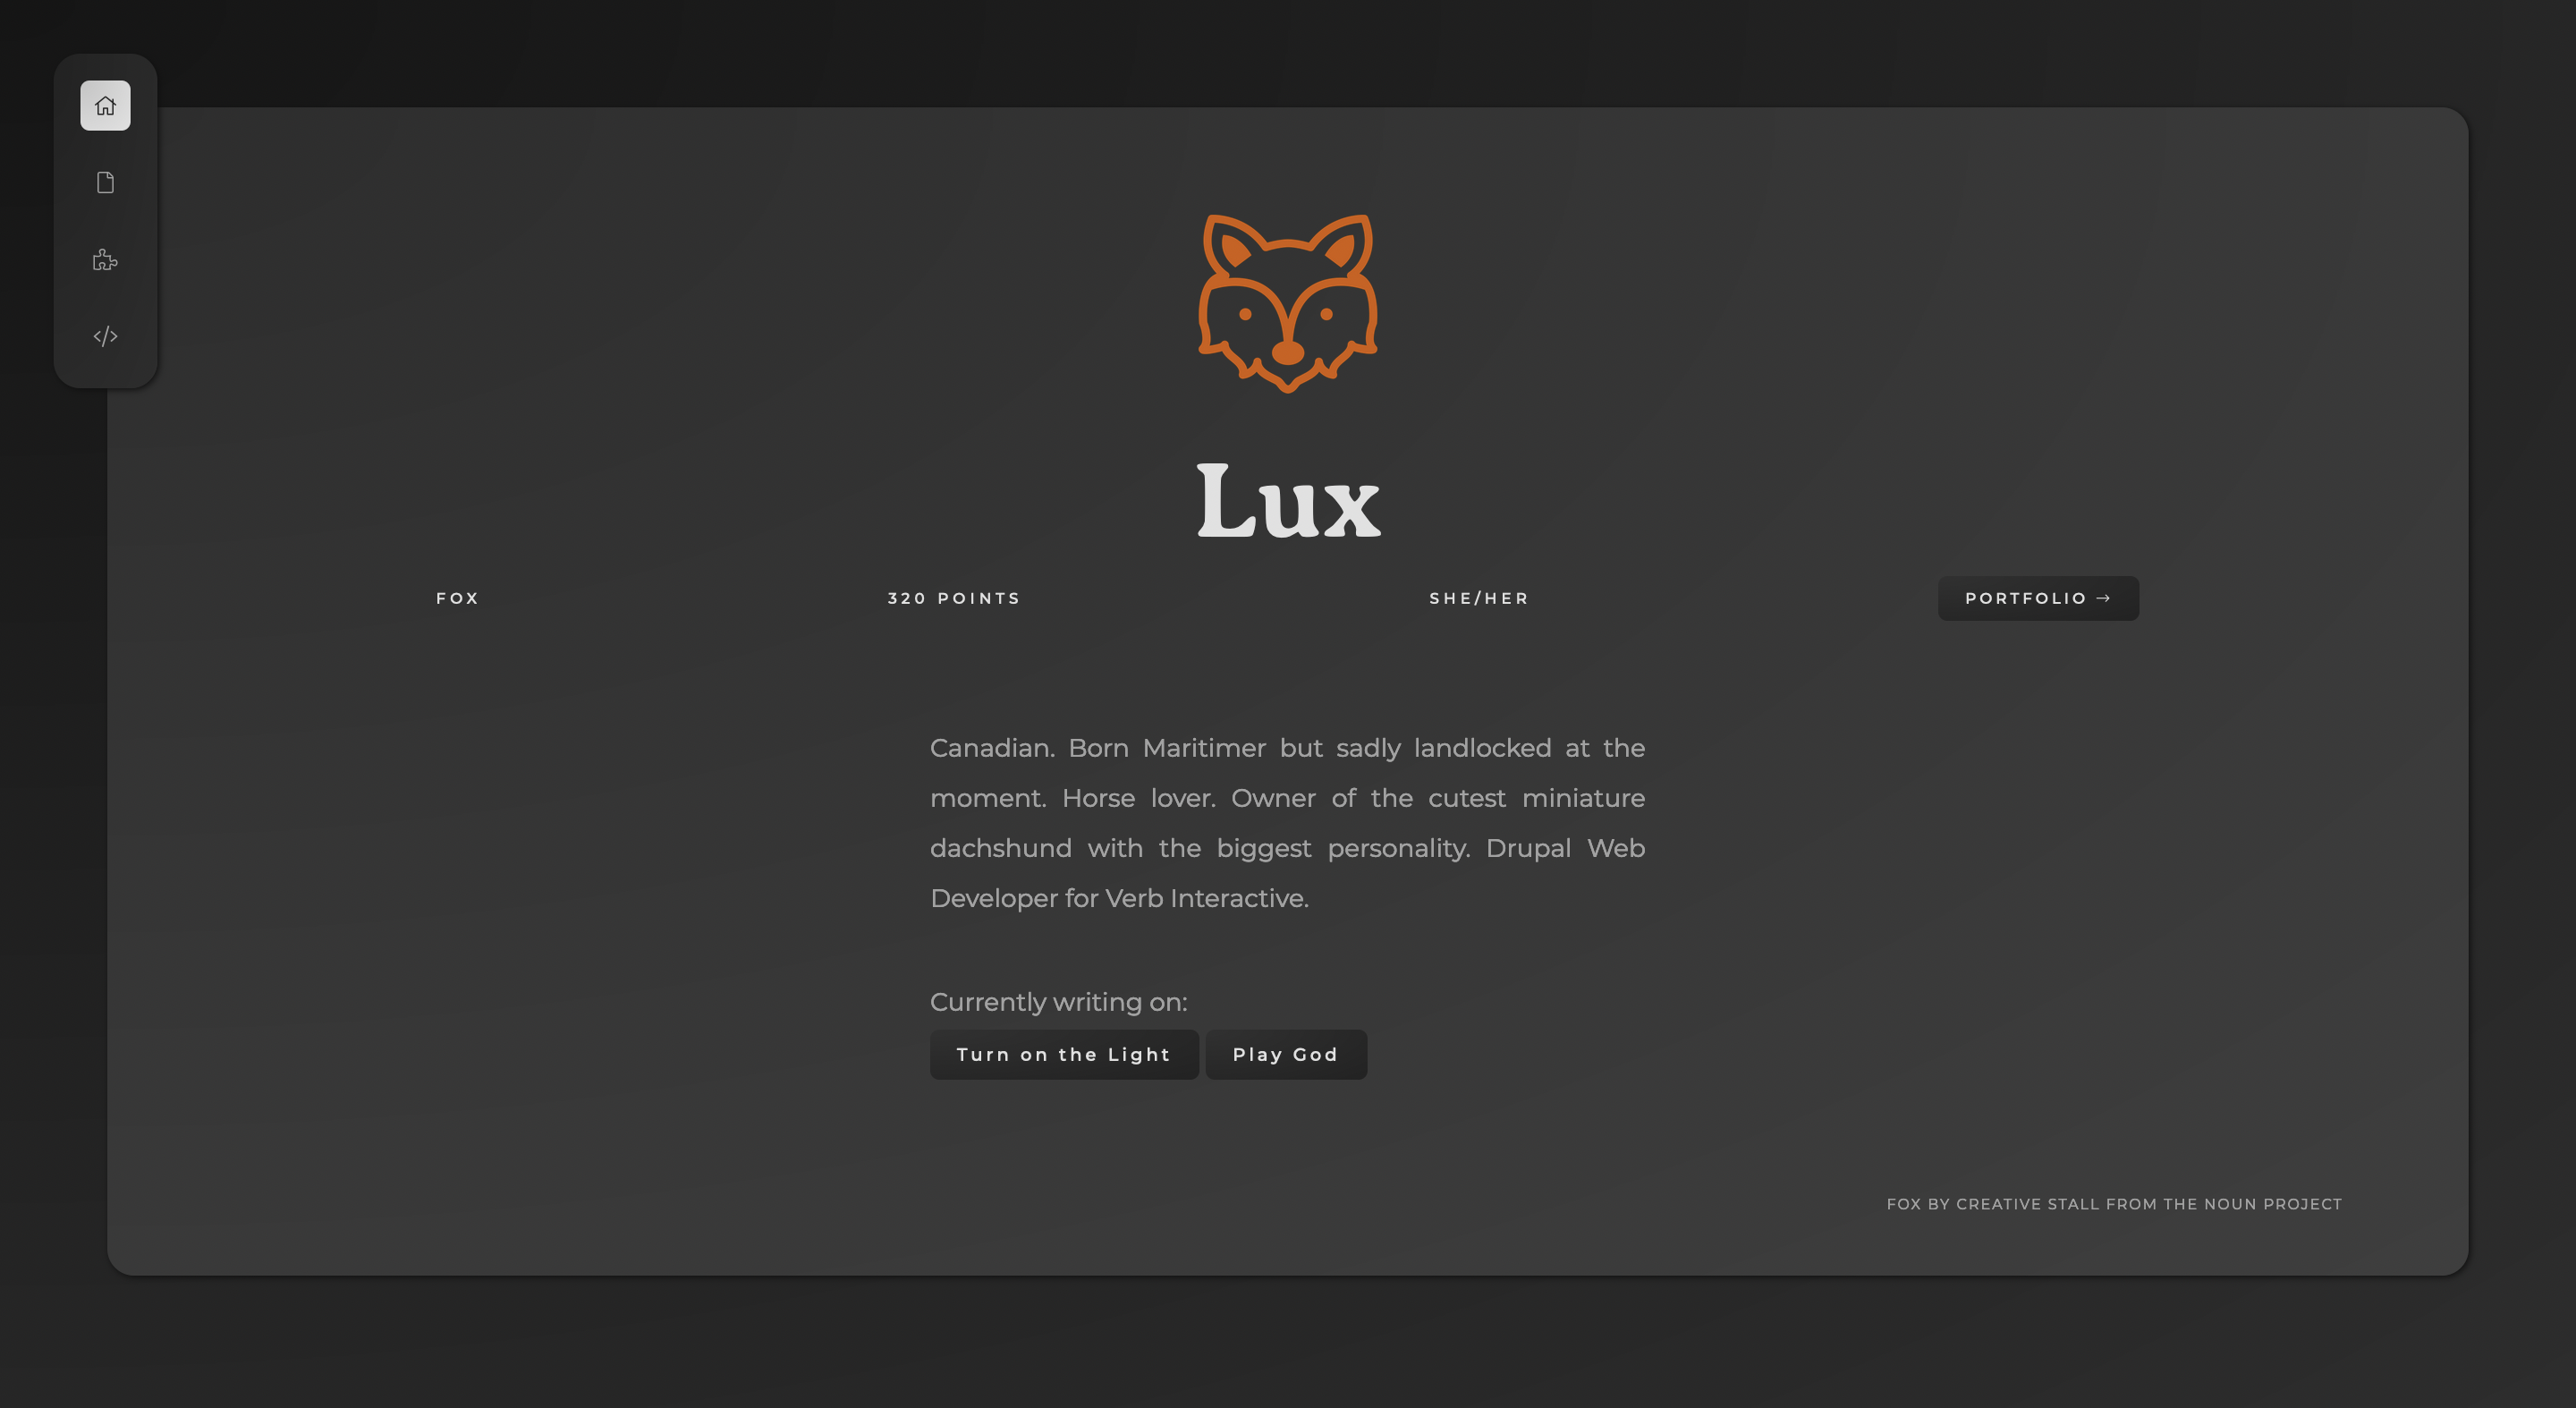 Lux
FOX
320 POINTS
SHE/HER
PORTFOLIO →
Canadian. Born Maritimer but sadly landlocked at the
moment. Horse lover. Owner of the cutest miniature
dachshund with the biggest personality. Drupal Web
Developer for Verb Interactive.
Currently writing on:
Turn on the Light
Play God
FOX BY CREATIVE STALL FROM THE NOUN PROJECT